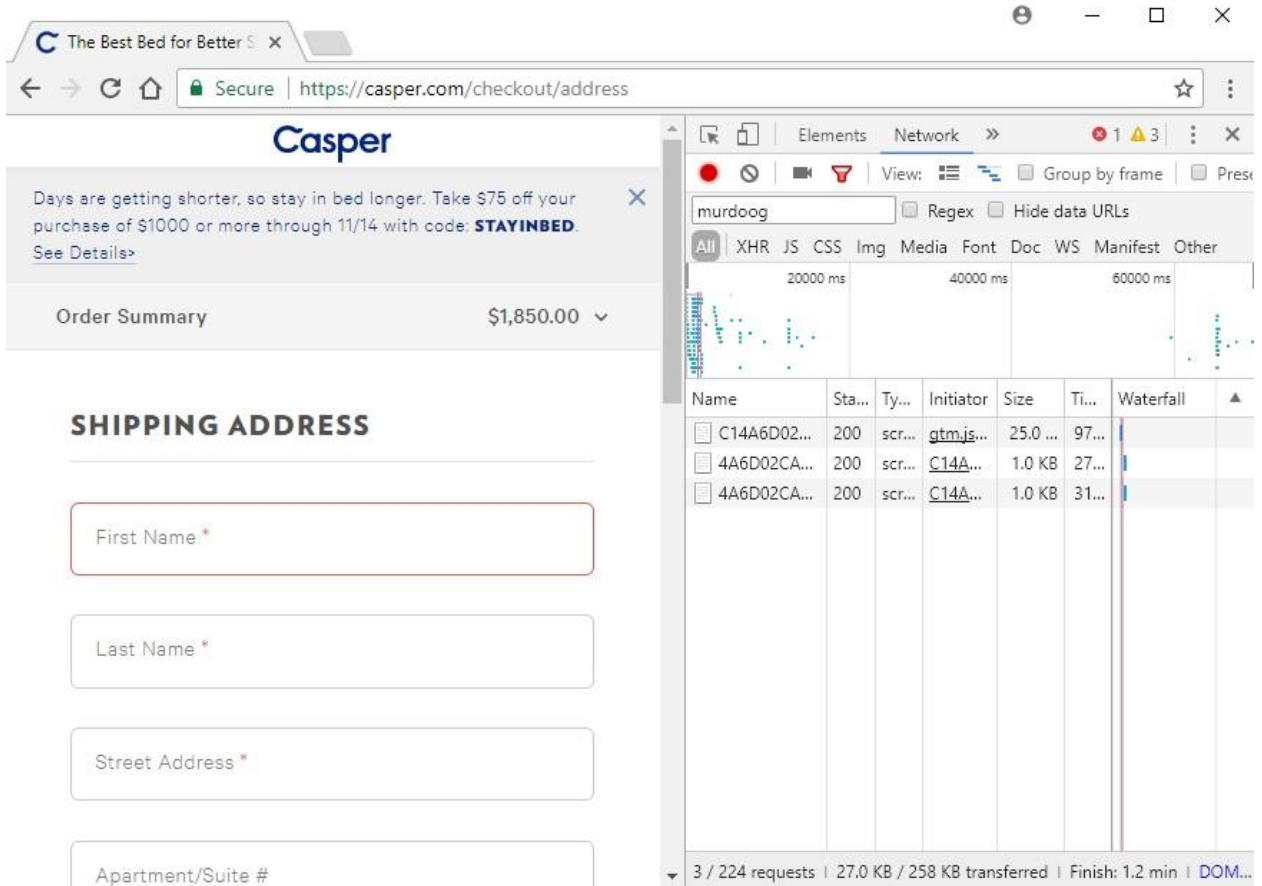 The Best Bed for Better S
Secure | https://casper.com/checkout/address
Casper
Days are getting shorter, so stay in bed longer. Take $75 off your
purchase of $1000 or more through 11/14 with code: STAYINBED.
See Details>
Order Summary $1,850.00
SHIPPING ADDRESS
First Name *
Last Name *
Street Address *
Apartment/Suite #
Elements Network » 1 3
View: Group by frame Prese
murdoog Regex Hide data URLs
All XHR JS CSS Img Media Font Doc WS Manifest Other
20000 ms 40000 ms 60000 ms
Name Sta... Ty... Initiator Size Ti... Waterfall
C14A6D02... 200 scr... gtm.js... 25.0 ... 97...
4A6D02CA... 200 scr... C14A... 1.0 KB 27...
4A6D02CA... 200 scr... C14A... 1.0 KB 31...
3 / 224 requests | 27.0 KB / 258 KB transferred | Finish: 1.2 min | DOM...